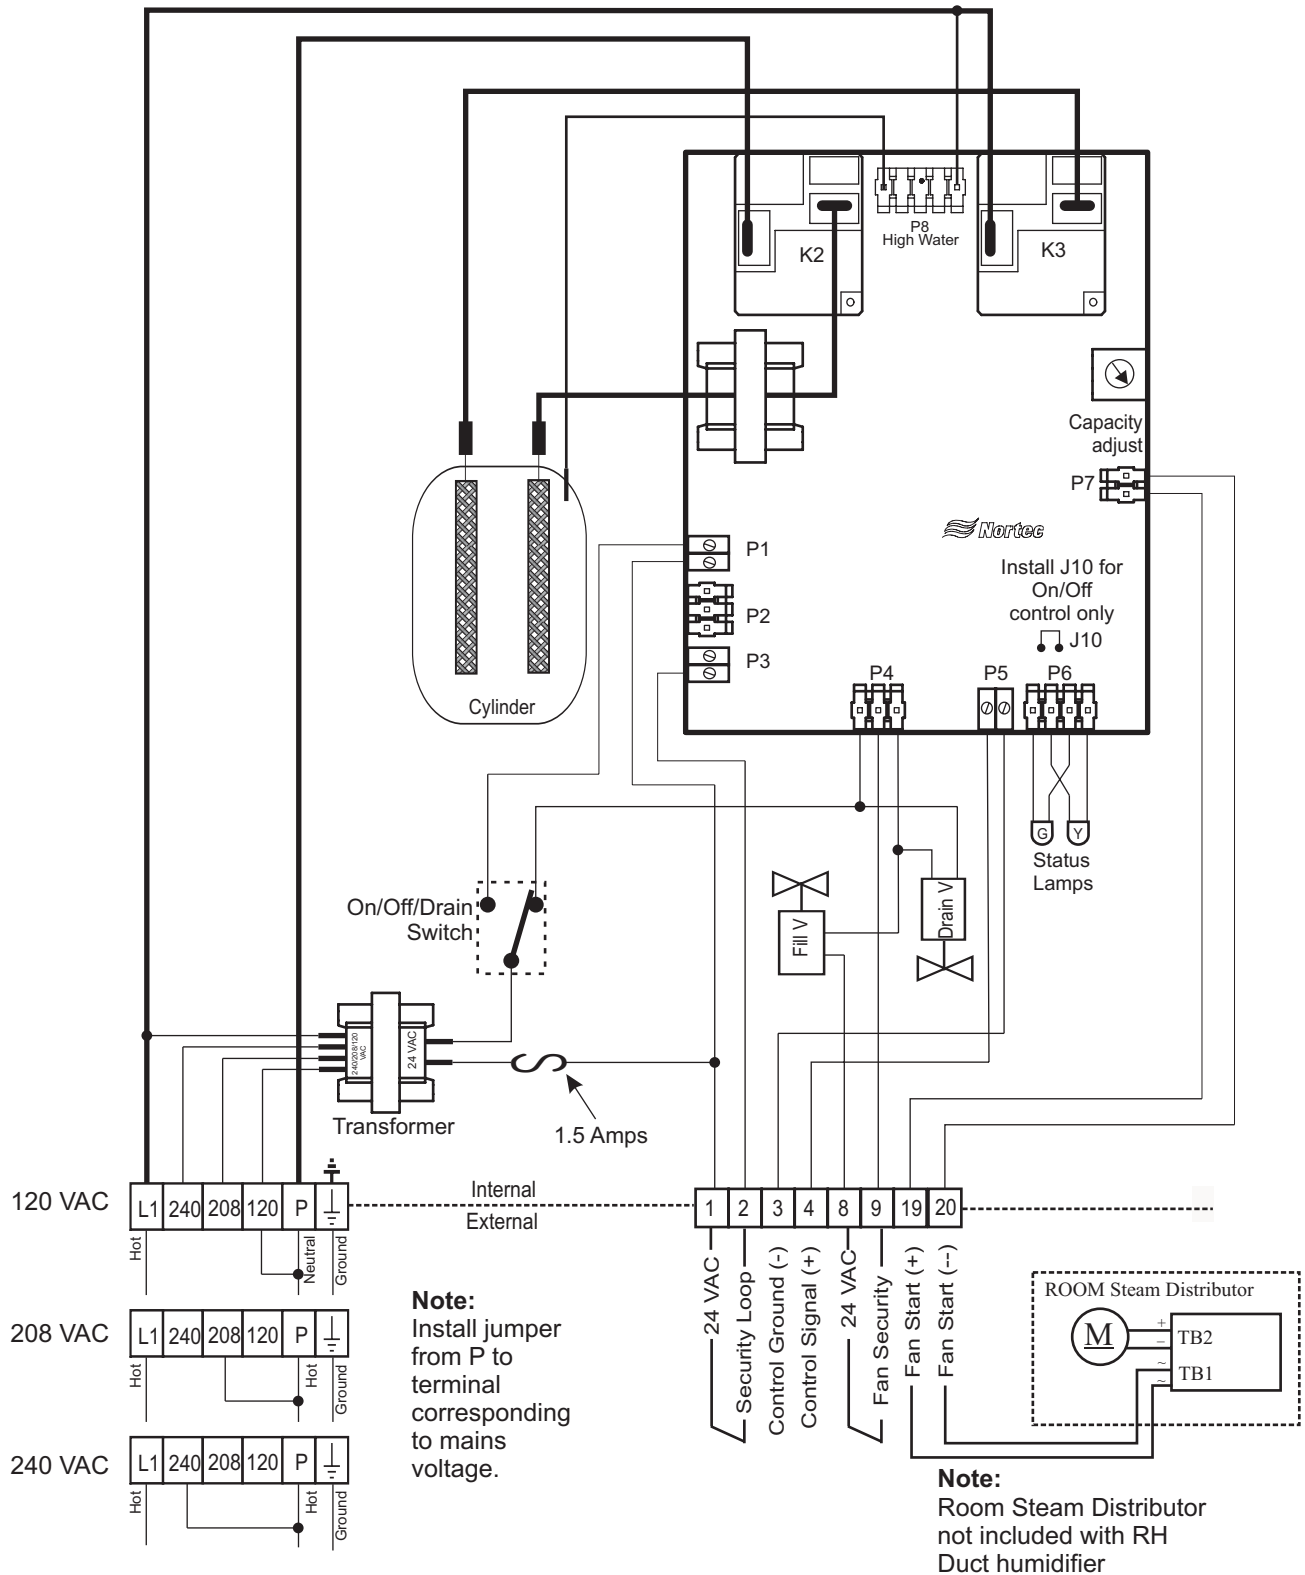 P8
High Water
K2
K3
Capacity
adjust
P7
Nortec
P1
Install J10 for
On/Off
control only
J10
P2
P3
P4
P5
P6
Cylinder
G
Y
Status
Lamps
On/Off/Drain
Switch
Fill V
Drain V
240/208/120
VAC
24 VAC
Transformer
1.5 Amps
Internal
External
120 VAC
L1 240 208 120 P
Hot
Neutral
Ground
1 2 3 4 8 9 19 20
24 VAC
Security Loop
Control Ground (-)
Control Signal (+)
24 VAC
Fan Security
Fan Start (+)
Fan Start (--)
ROOM Steam Distributor
M
+
−
TB2
~
~
TB1
208 VAC
L1 240 208 120 P
Hot
Hot
Ground
Note:
Install jumper
from P to
terminal
corresponding
to mains
voltage.
240 VAC
L1 240 208 120 P
Hot
Hot
Ground
Note:
Room Steam Distributor
not included with RH
Duct humidifier